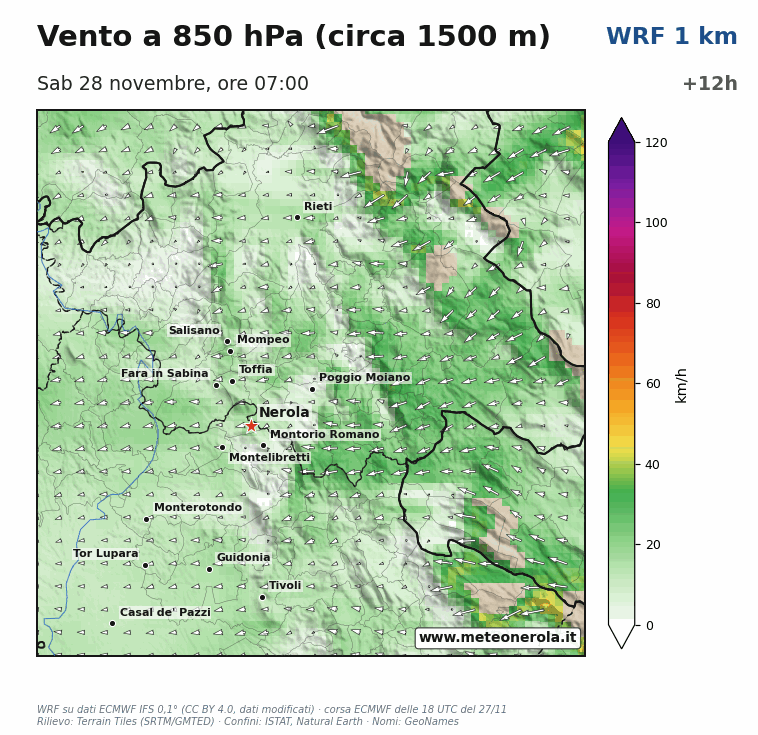 Vento a 850 hPa (circa 1500 m)
WRF 1 km
Sab 28 novembre, ore 07:00
+12h
Rieti
Salisano
Mompeo
Fara in Sabina
Toffia
Poggio Moiano
Nerola
Montorio Romano
Montelibretti
Monterotondo
Tor Lupara
Guidonia
Tivoli
Casal de' Pazzi
www.meteonerola.it
120
100
80
60
40
20
0
km/h
WRF su dati ECMWF IFS 0,1° (CC BY 4.0, dati modificati) · corsa ECMWF delle 18 UTC del 27/11
Rilievo: Terrain Tiles (SRTM/GMTED) · Confini: ISTAT, Natural Earth · Nomi: GeoNames